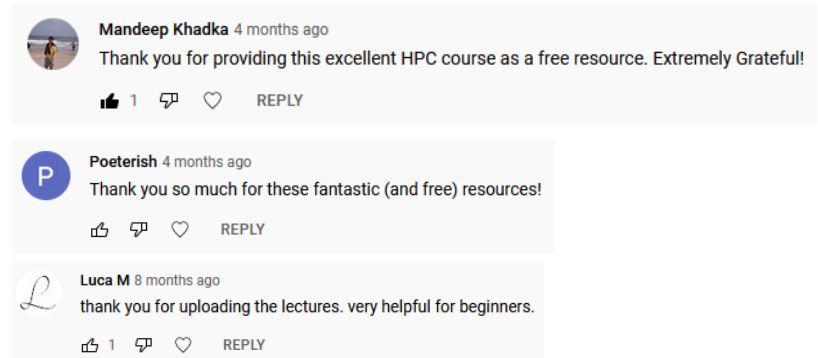 Mandeep Khadka 4 months ago
Thank you for providing this excellent HPC course as a free resource. Extremely Grateful!
1 REPLY
P
Poeterish 4 months ago
Thank you so much for these fantastic (and free) resources!
REPLY
L
Luca M 8 months ago
thank you for uploading the lectures. very helpful for beginners.
1 REPLY